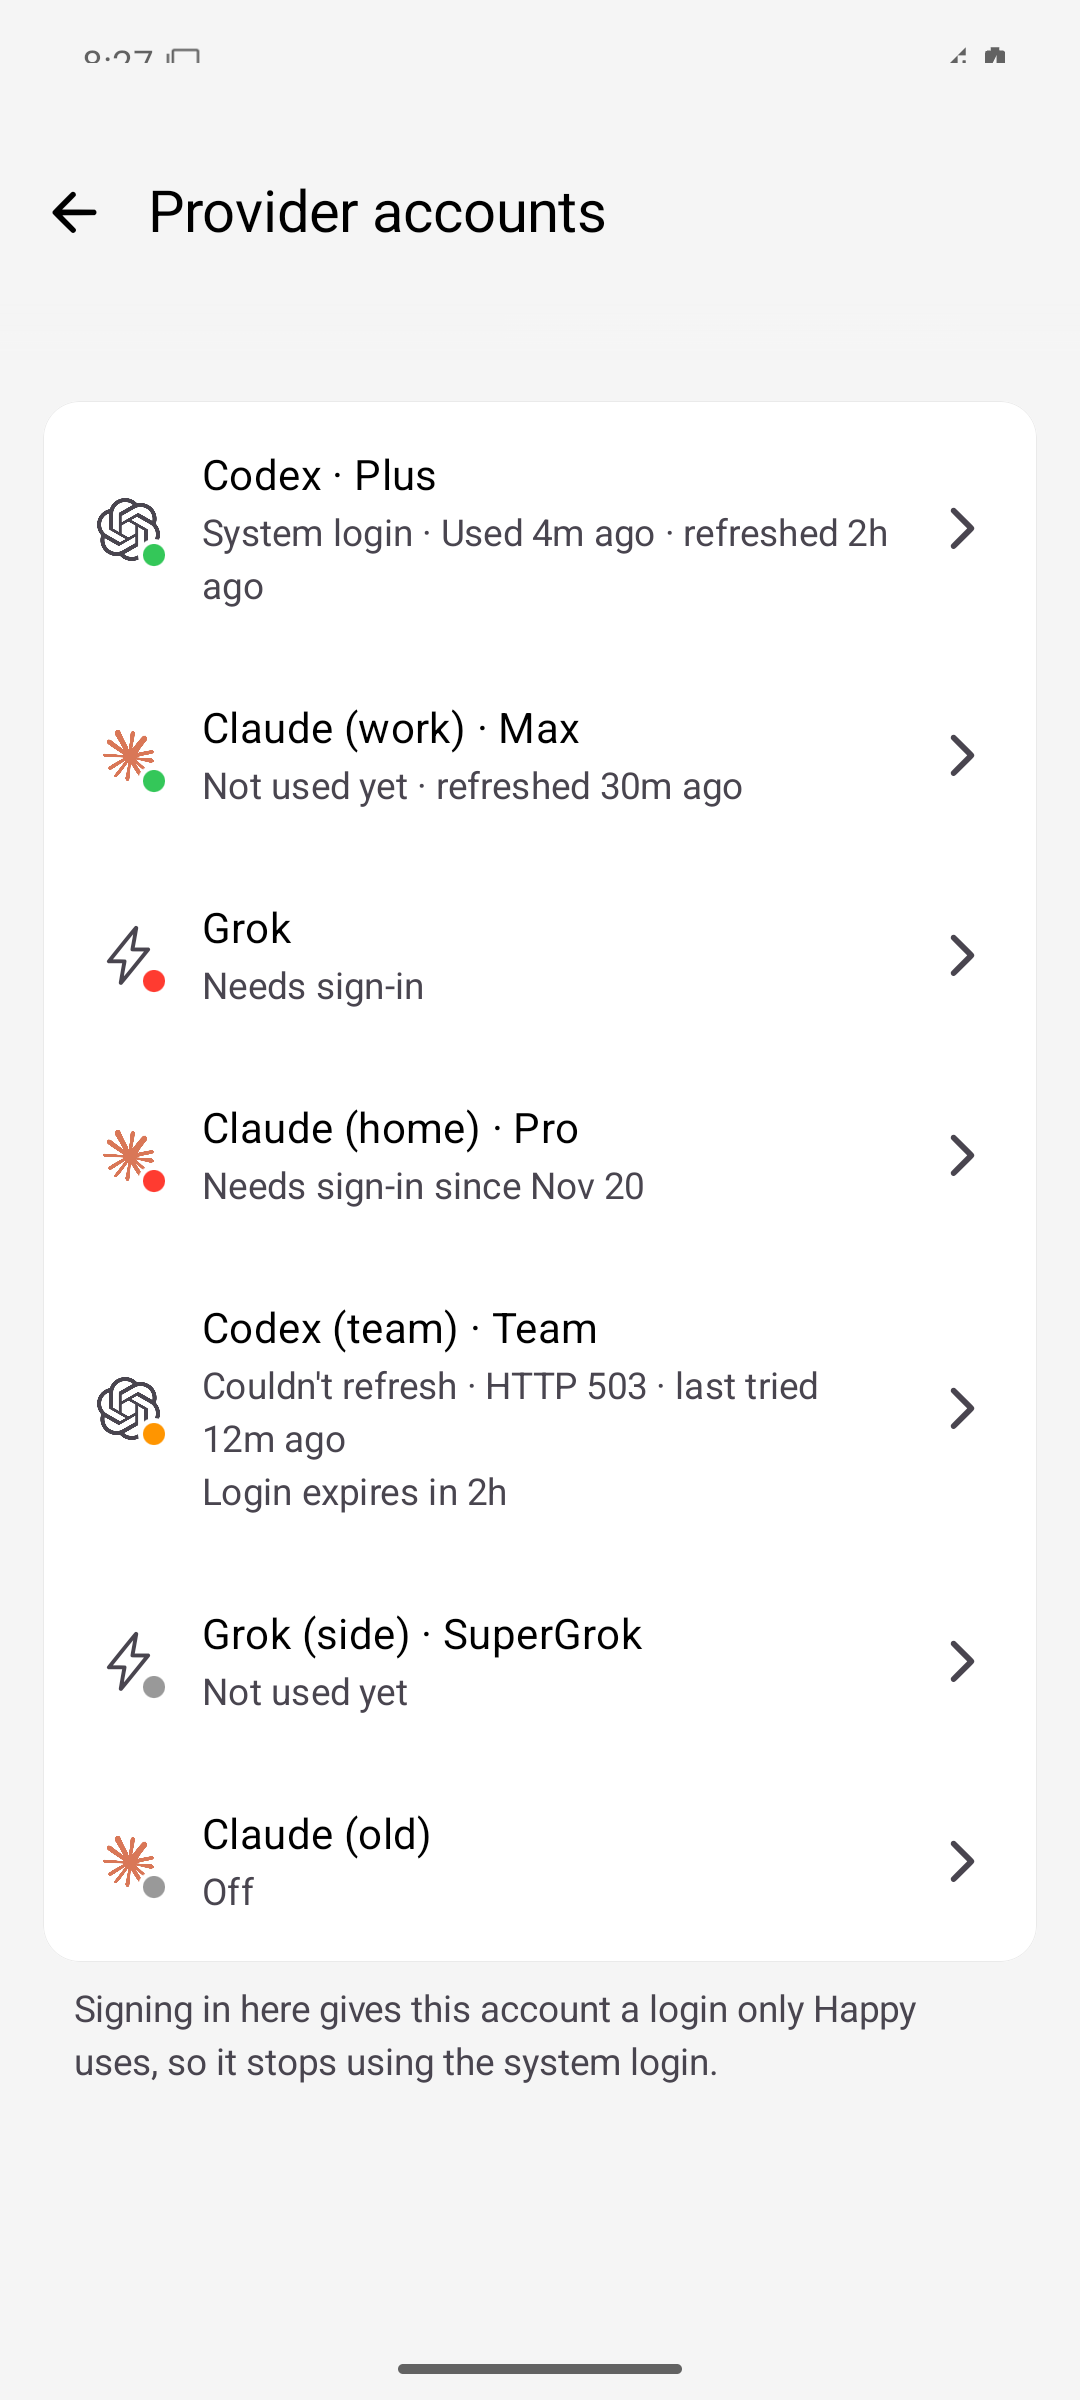 Provider accounts
Codex · Plus
System login · Used 4m ago · refreshed 2h
ago
Claude (work) · Max
Not used yet · refreshed 30m ago
Grok
Needs sign-in
Claude (home) · Pro
Needs sign-in since Nov 20
Codex (team) · Team
Couldn't refresh · HTTP 503 · last tried
12m ago
Login expires in 2h
Grok (side) · SuperGrok
Not used yet
Claude (old)
Off
Signing in here gives this account a login only Happy
uses, so it stops using the system login.